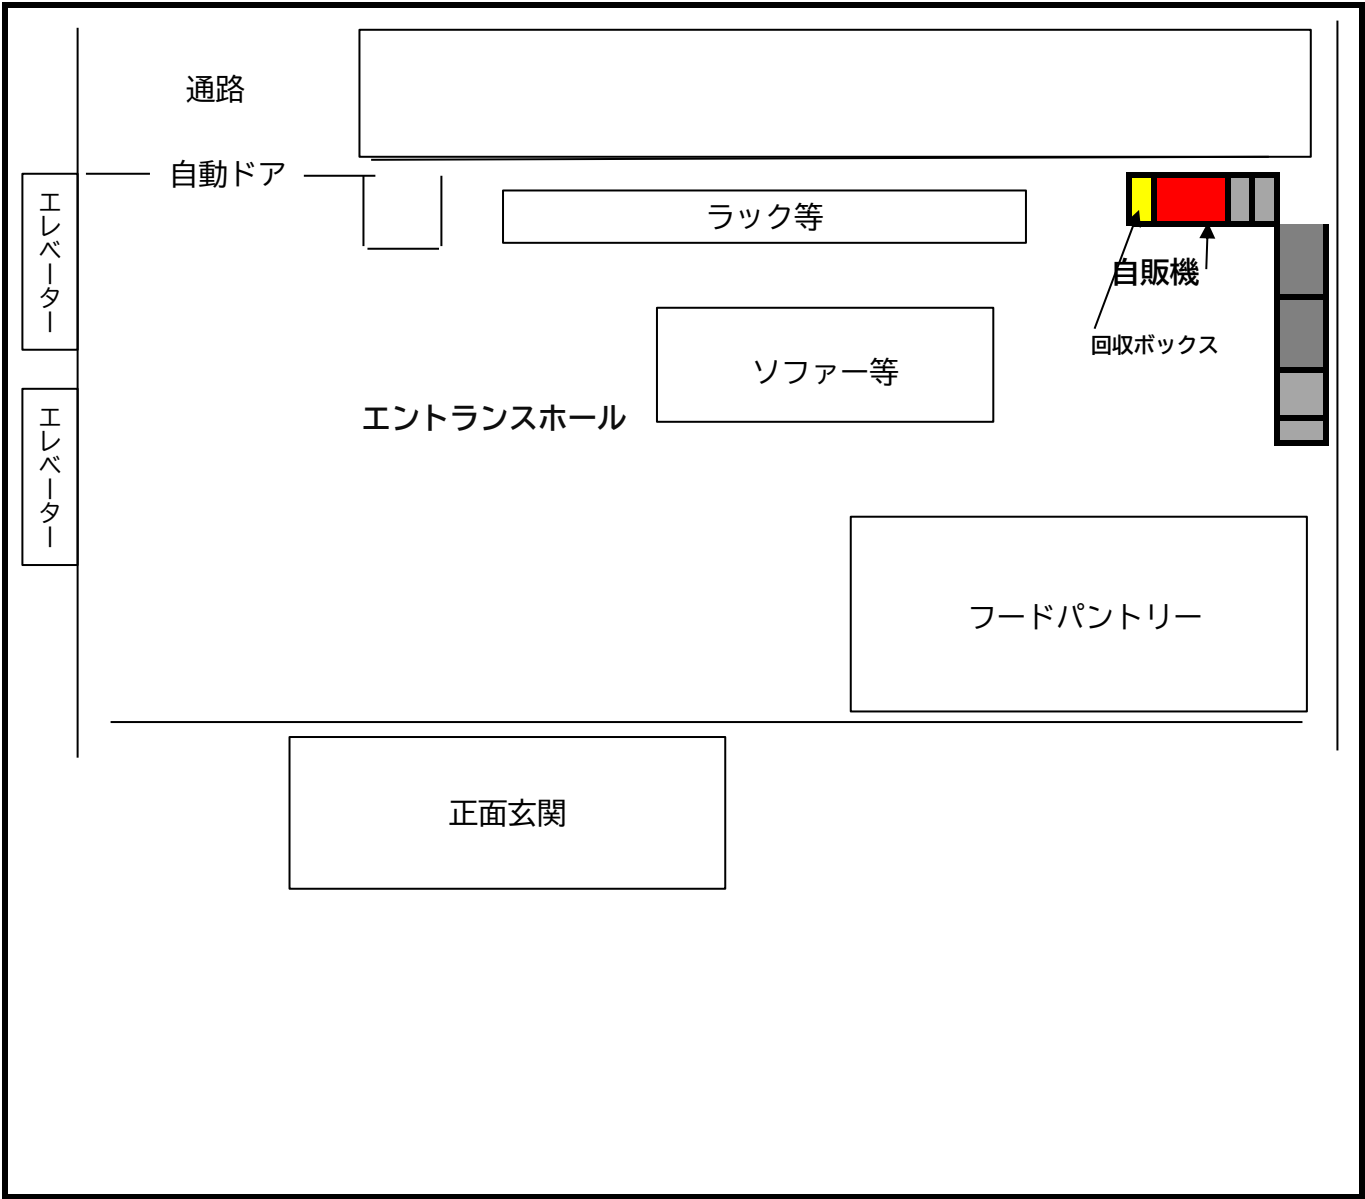 通路
自動ドア
エレベーター
ラック等
自販機
回収ボックス
ソファー等
エントランスホール
エレベーター
フードパントリー
正面玄関